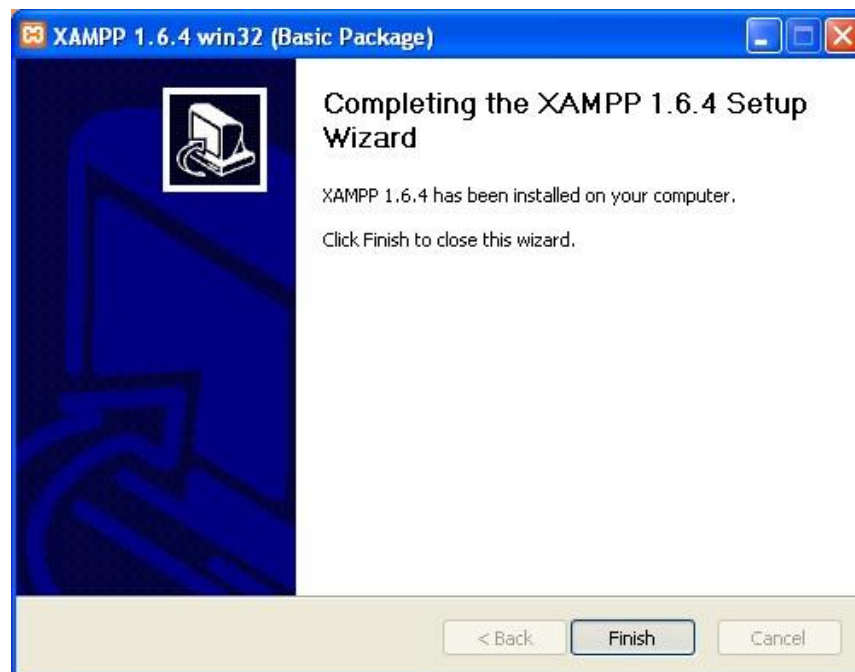 XAMPP 1.6.4 win32 (Basic Package)
Completing the XAMPP 1.6.4 Setup
Wizard
XAMPP 1.6.4 has been installed on your computer.
Click Finish to close this wizard.
< Back Finish Cancel